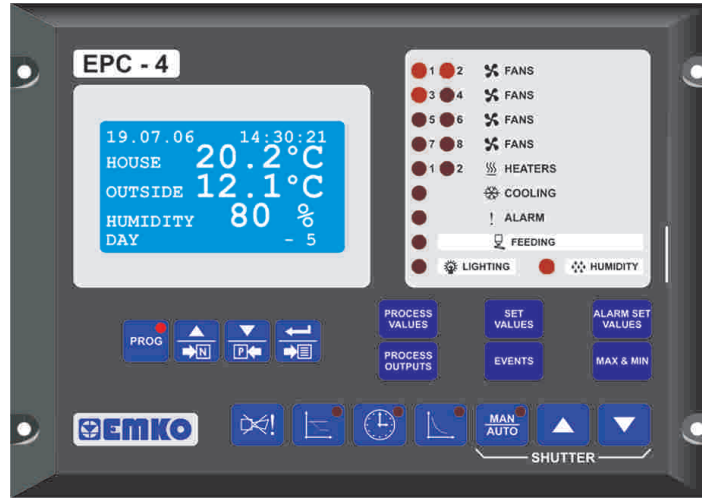 EPC - 4
19.07.06 14:30:21
HOUSE 20.2°C
OUTSIDE 12.1°C
HUMIDITY 80 %
DAY - 5
1 2 FANS
3 4 FANS
5 6 FANS
7 8 FANS
1 2 HEATERS
COOLING
! ALARM
FEEDING
LIGHTING HUMIDITY
PROCESS VALUES
SET VALUES
ALARM SET VALUES
PROG
N
P
PROCESS OUTPUTS
EVENTS
MAX & MIN
EMKO
!
MAN
AUTO
SHUTTER